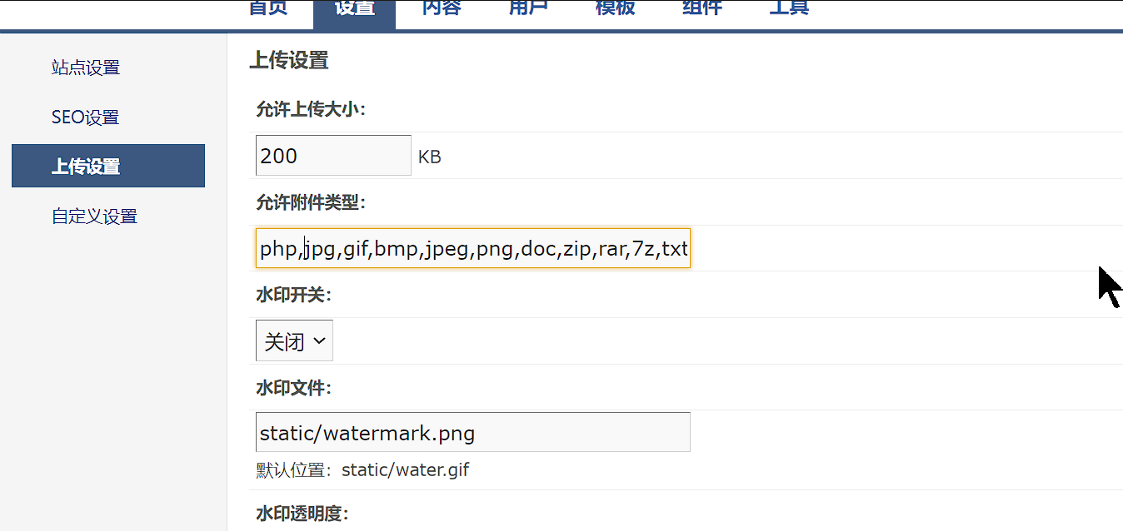 首页 设置 内容 用户 模板 组件 工具
站点设置
SEO设置
上传设置
自定义设置
上传设置
允许上传大小：
200 KB
允许附件类型：
php,jpg,gif,bmp,jpeg,png,doc,zip,rar,7z,txt
水印开关：
关闭
水印文件：
static/watermark.png
默认位置：static/water.gif
水印透明度：